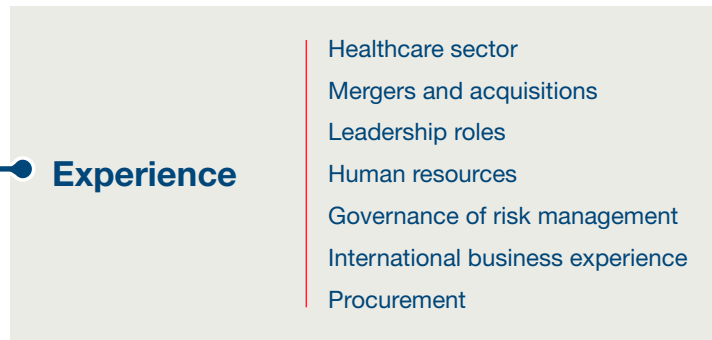 Experience
Healthcare sector
Mergers and acquisitions
Leadership roles
Human resources
Governance of risk management
International business experience
Procurement